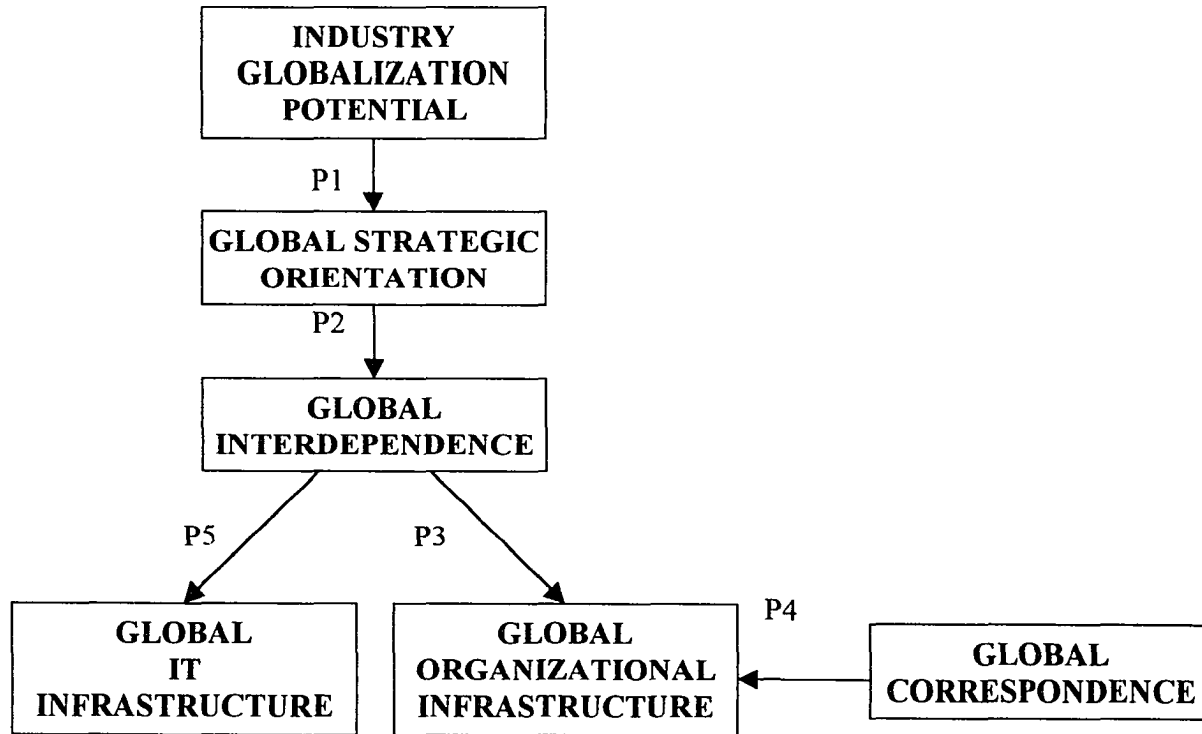 INDUSTRY
GLOBALIZATION
POTENTIAL
P1
GLOBAL STRATEGIC
ORIENTATION
P2
GLOBAL
INTERDEPENDENCE
P5
P3
GLOBAL
IT
INFRASTRUCTURE
GLOBAL
ORGANIZATIONAL
INFRASTRUCTURE
P4
GLOBAL
CORRESPONDENCE